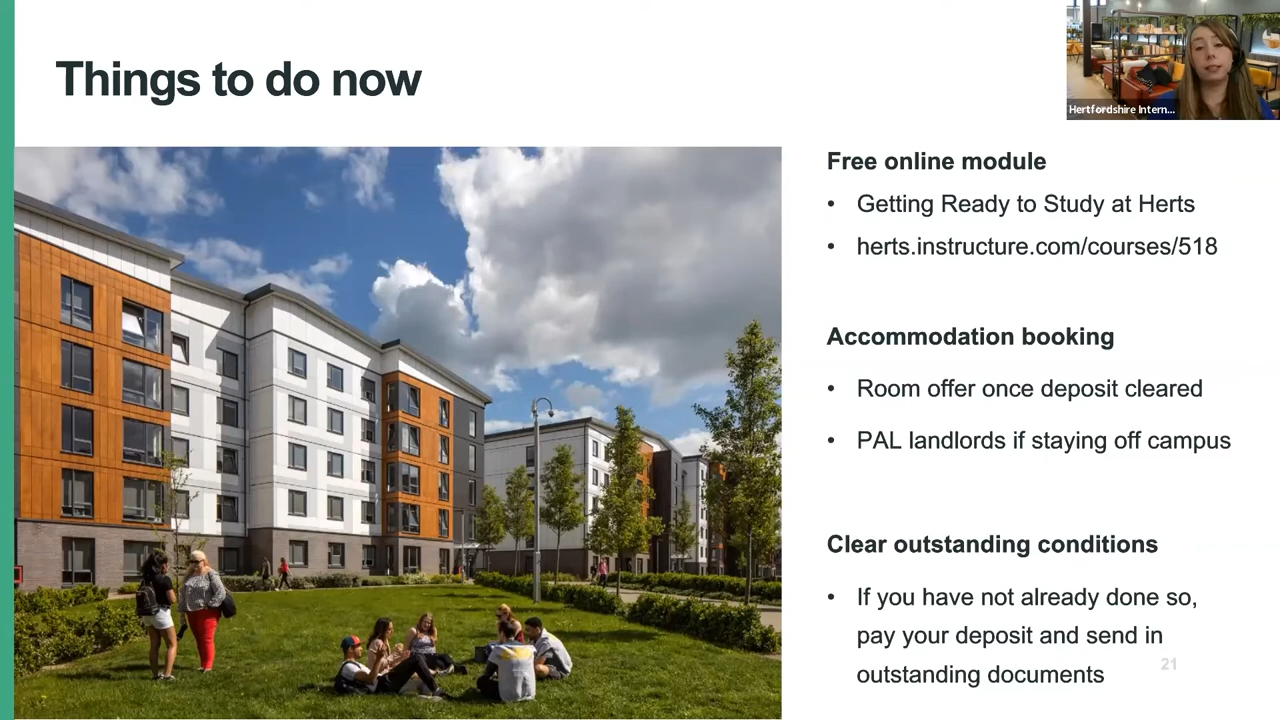 Things to do now
Hertfordshire Intern...
Free online module
• Getting Ready to Study at Herts
• herts.instructure.com/courses/518
Accommodation booking
• Room offer once deposit cleared
• PAL landlords if staying off campus
Clear outstanding conditions
• If you have not already done so,
pay your deposit and send in
outstanding documents
21